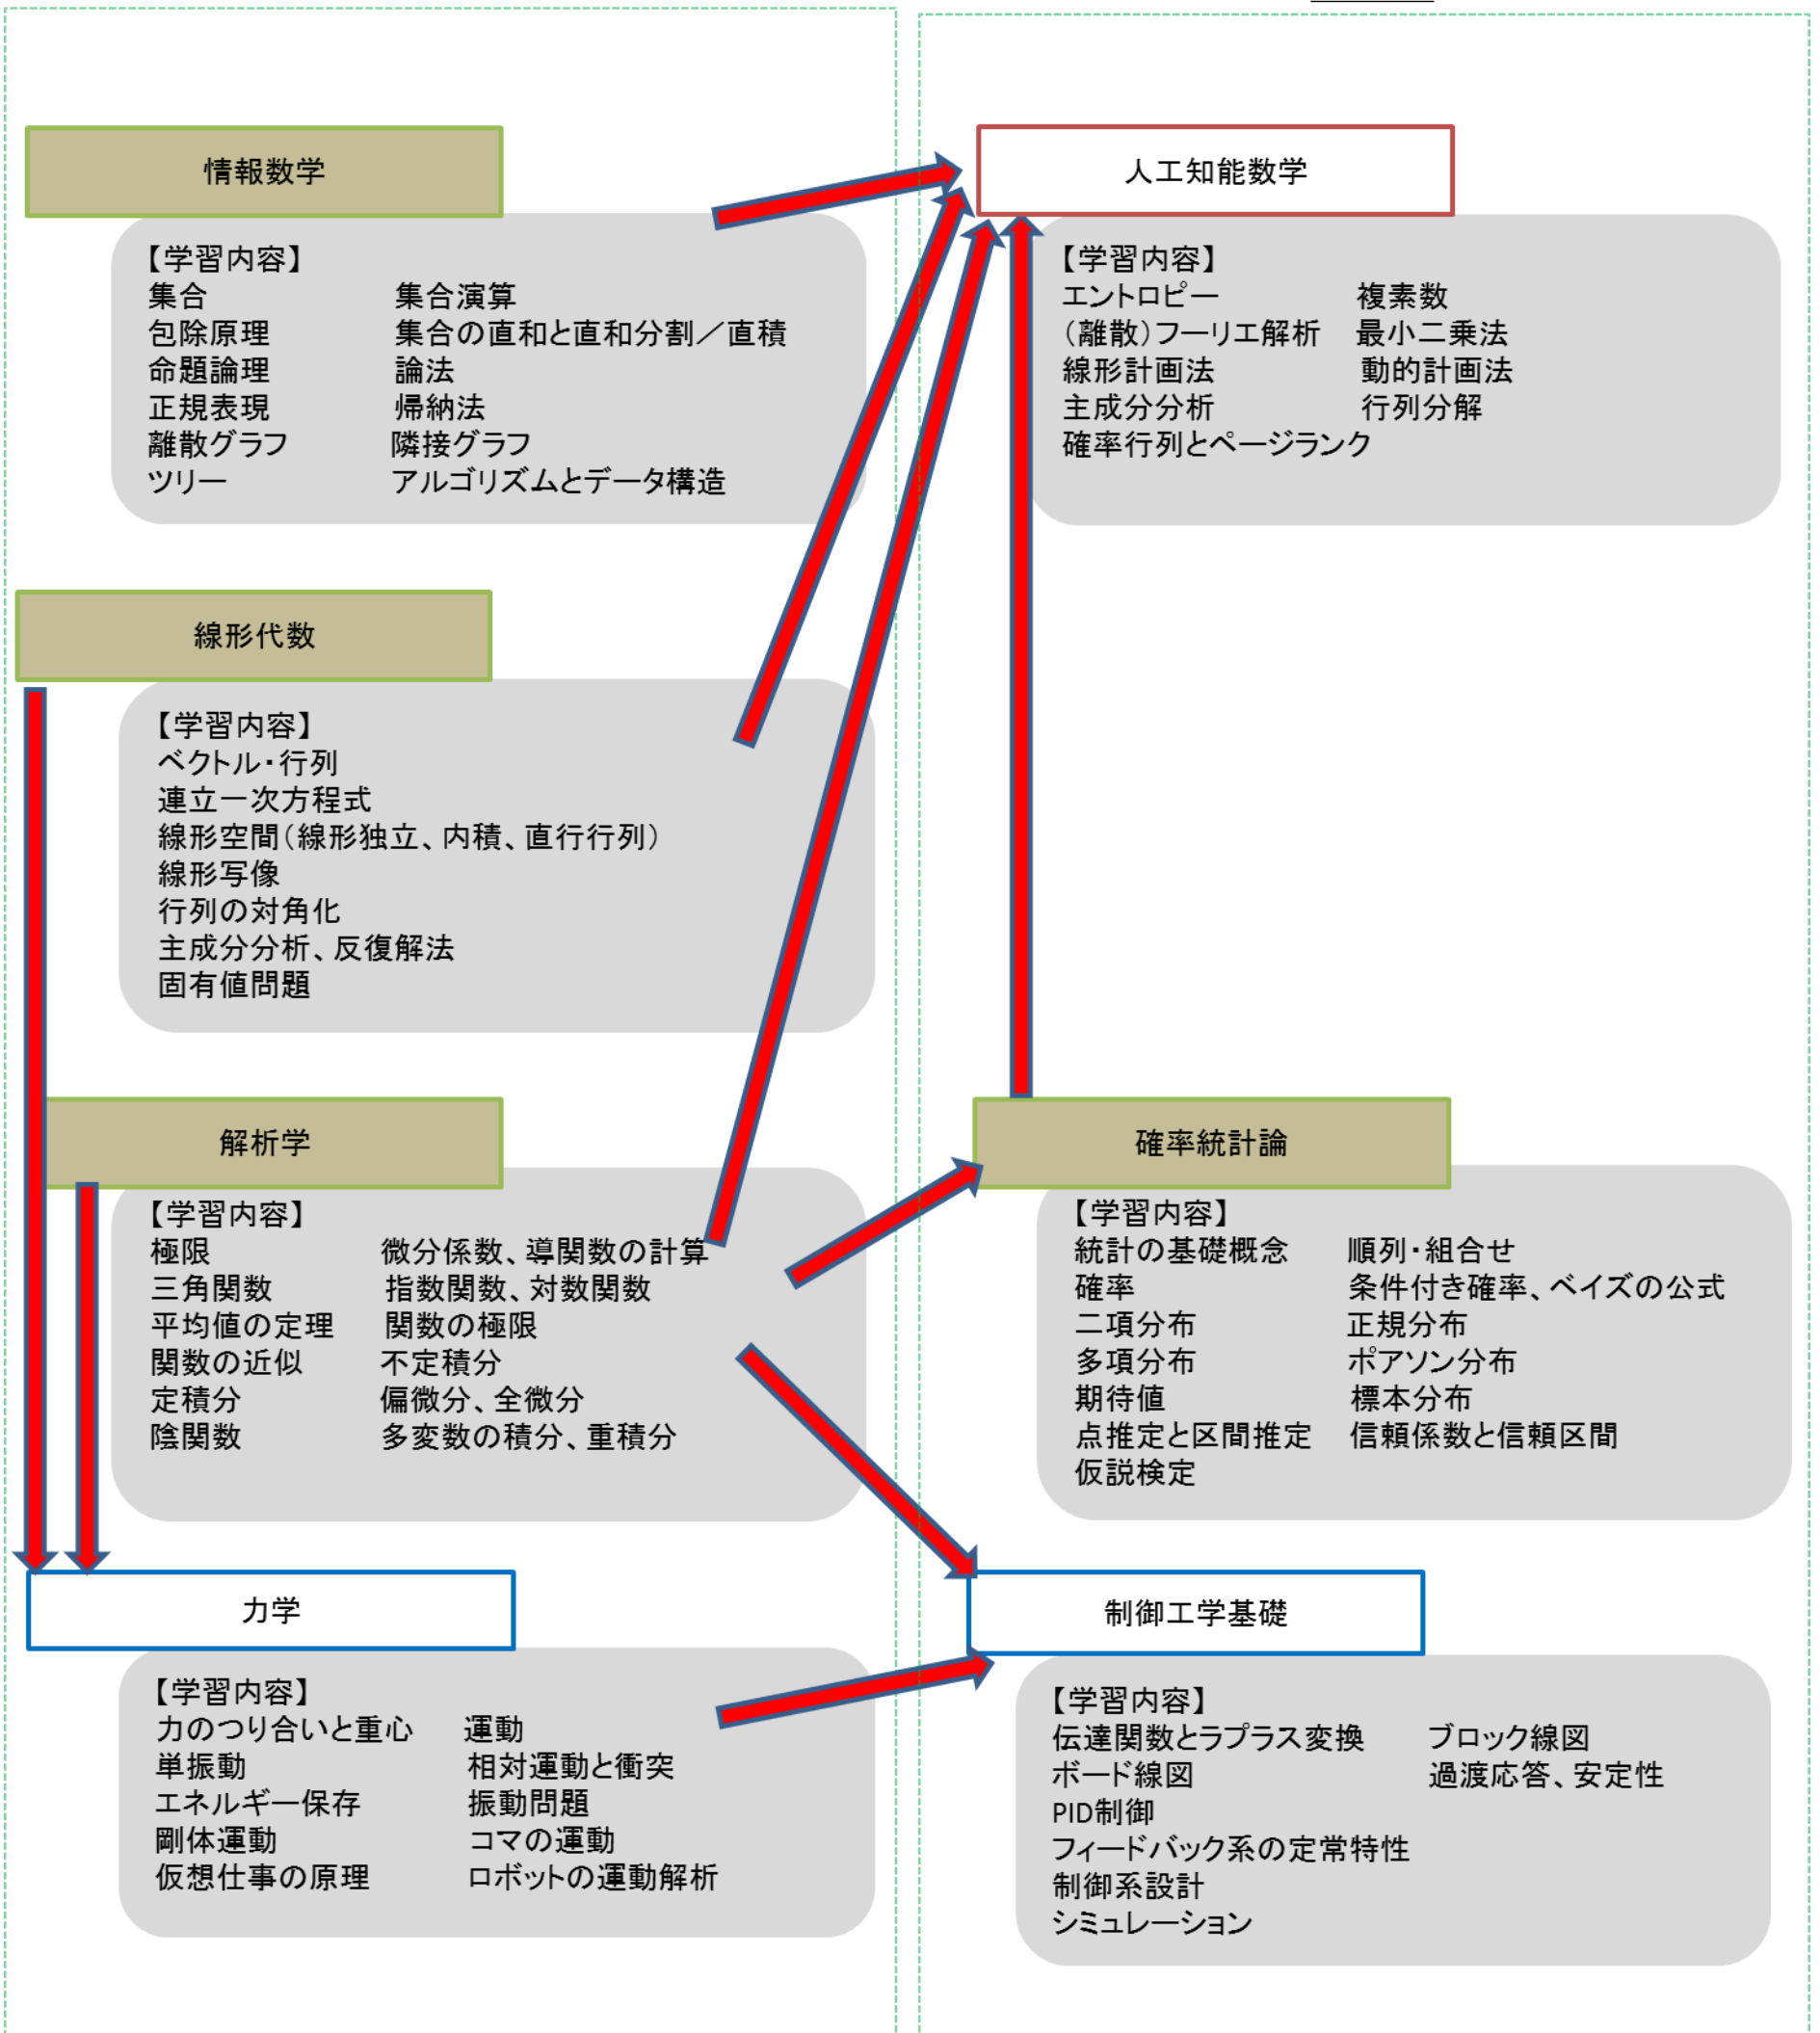 情報数学
【学習内容】
集合 集合演算
包除原理 集合の直和と直和分割／直積
命題論理 論法
正規表現 帰納法
離散グラフ 隣接グラフ
ツリー アルゴリズムとデータ構造
線形代数
【学習内容】
ベクトル・行列
連立一次方程式
線形空間（線形独立、内積、直行行列）
線形写像
行列の対角化
主成分分析、反復解法
固有値問題
解析学
【学習内容】
極限 微分係数、導関数の計算
三角関数 指数関数、対数関数
平均値の定理 関数の極限
関数の近似 不定積分
定積分 偏微分、全微分
陰関数 多変数の積分、重積分
力学
【学習内容】
力のつり合いと重心 運動
単振動 相対運動と衝突
エネルギー保存 振動問題
剛体運動 コマの運動
仮想仕事の原理 ロボットの運動解析
人工知能数学
【学習内容】
エントロピー 複素数
（離散）フーリエ解析 最小二乗法
線形計画法 動的計画法
主成分分析 行列分解
確率行列とページランク
確率統計論
【学習内容】
統計の基礎概念 順列・組合せ
確率 条件付き確率、ベイズの公式
二項分布 正規分布
多項分布 ポアソン分布
期待値 標本分布
点推定と区間推定 信頼係数と信頼区間
仮説検定
制御工学基礎
【学習内容】
伝達関数とラプラス変換 ブロック線図
ボード線図 過渡応答、安定性
PID制御
フィードバック系の定常特性
制御系設計
シミュレーション